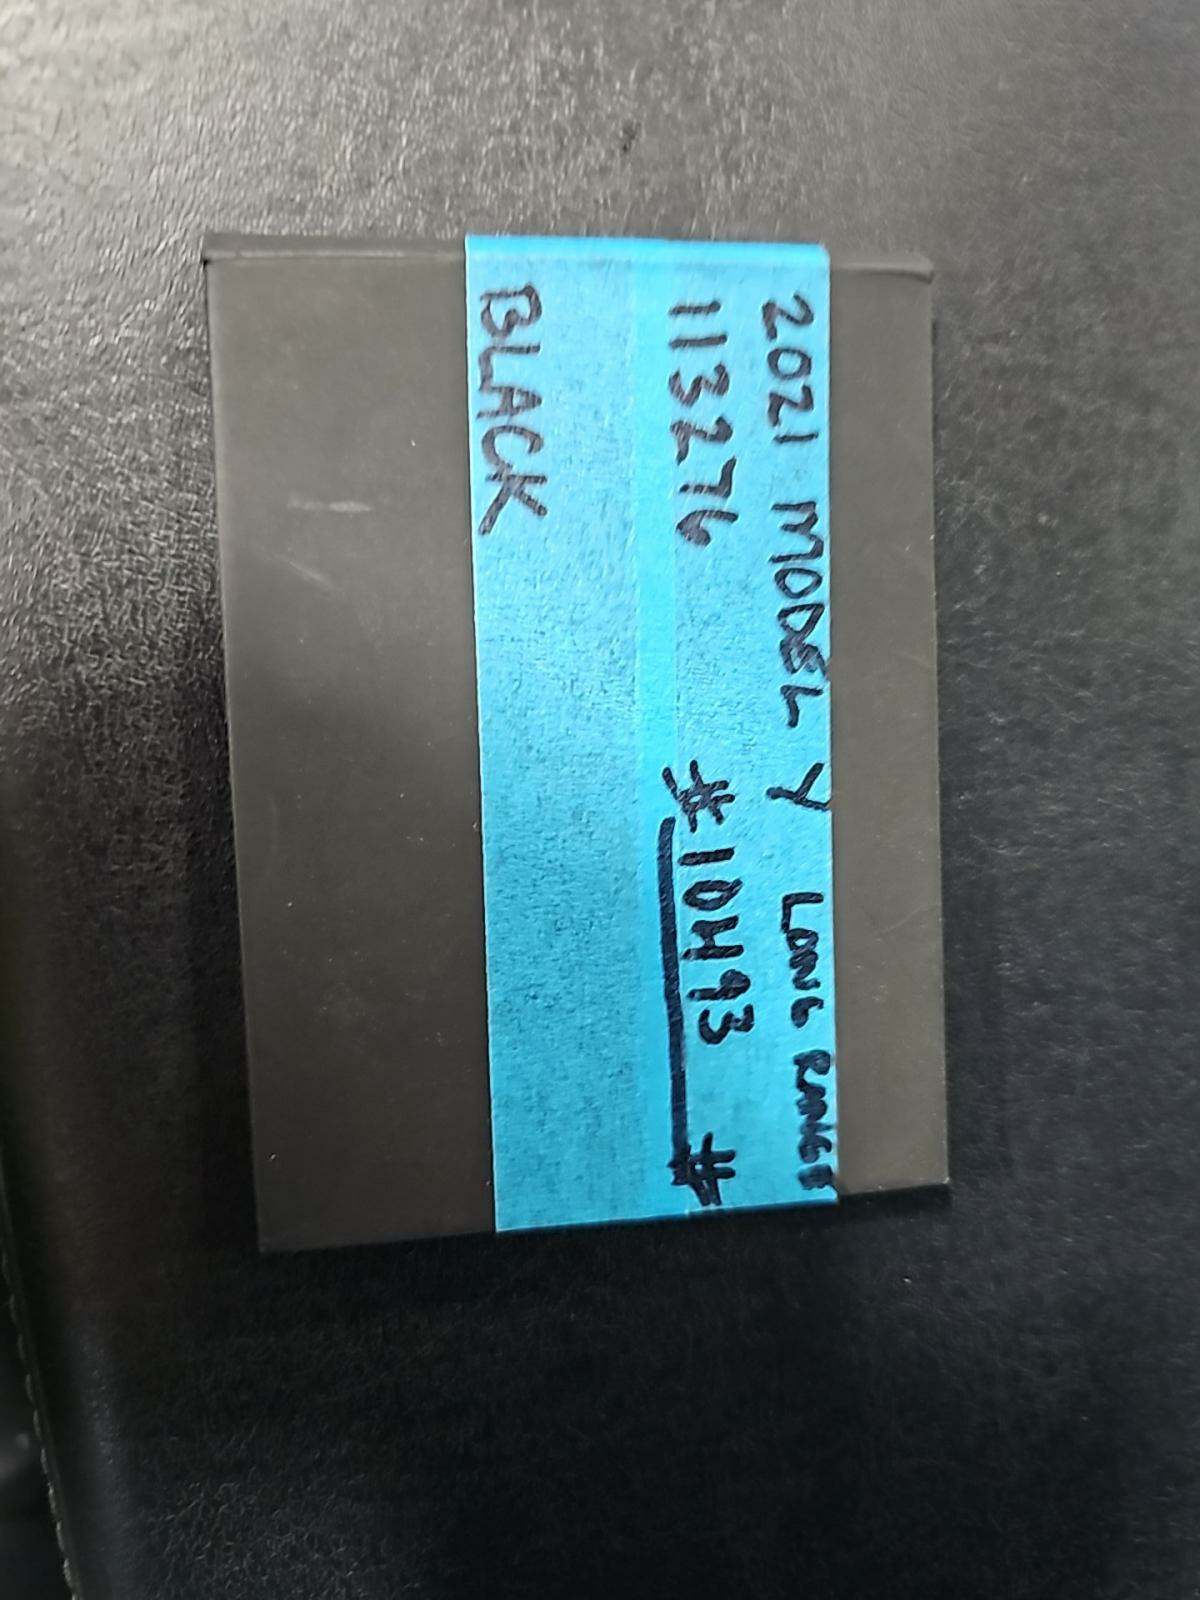 2021 MODEL Y LONG RANGE
113276 #10493 #
BLACK